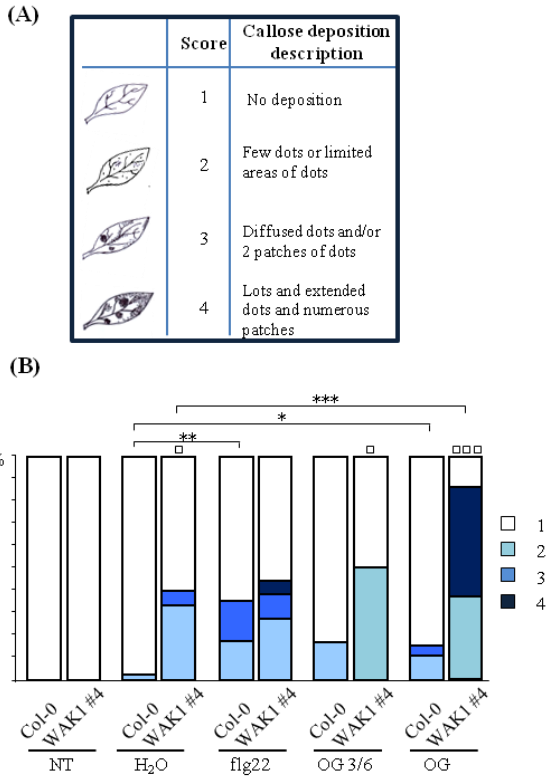 (A)
Score
Callose deposition
description
1
No deposition
2
Few dots or limited
areas of dots
3
Diffused dots and/or
2 patches of dots
4
Lots and extended
dots and numerous
patches
(B)
%
***
*
**
1
2
3
4
Col-0 WAK1 #4 Col-0 WAK1 #4 Col-0 WAK1 #4 Col-0 WAK1 #4 Col-0 WAK1 #4
NT H₂O flg22 OG 3/6 OG